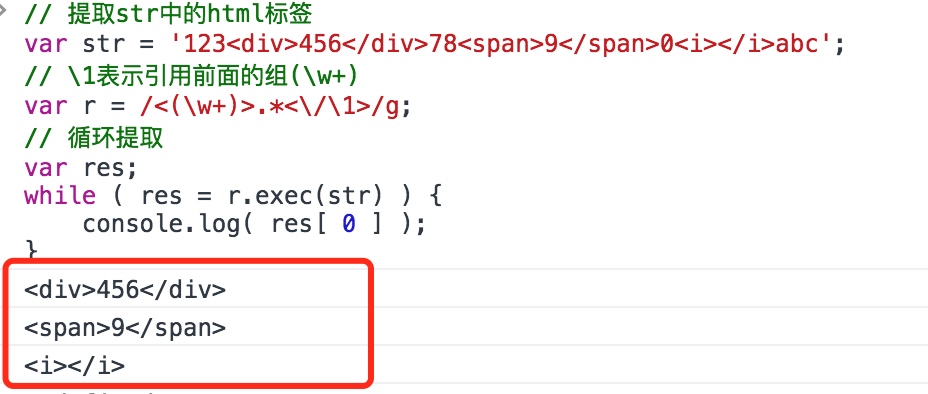 // 提取str中的html标签
var str = '123<div>456</div>78<span>9</span>0<i></i>abc';
// \1表示引用前面的组(\w+)
var r = /<(\w+)>.*<\/\1>/g;
// 循环提取
var res;
while ( res = r.exec(str) ) {
    console.log( res[ 0 ] );
}
<div>456</div>
<span>9</span>
<i></i>